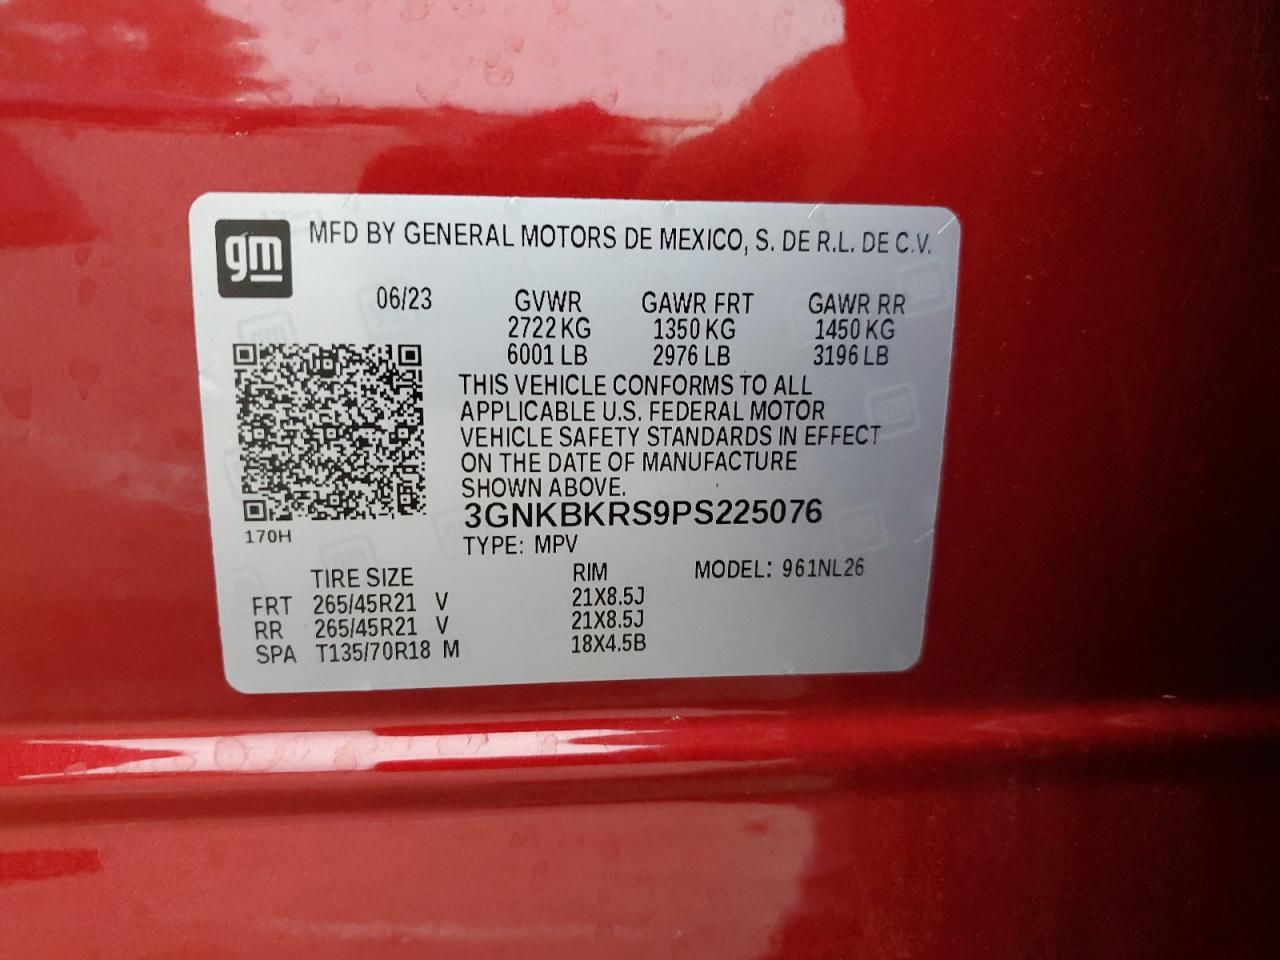 gm
MFD BY GENERAL MOTORS DE MEXICO, S. DE R.L. DE C.V.
06/23 GVWR GAWR FRT GAWR RR
2722 KG 1350 KG 1450 KG
6001 LB 2976 LB 3196 LB
THIS VEHICLE CONFORMS TO ALL
APPLICABLE U.S. FEDERAL MOTOR
VEHICLE SAFETY STANDARDS IN EFFECT
ON THE DATE OF MANUFACTURE
SHOWN ABOVE.
3GNKBKRS9PS225076
170H
TYPE: MPV
TIRE SIZE RIM MODEL: 961NL26
FRT 265/45R21 V 21X8.5J
RR 265/45R21 V 21X8.5J
SPA T135/70R18 M 18X4.5B